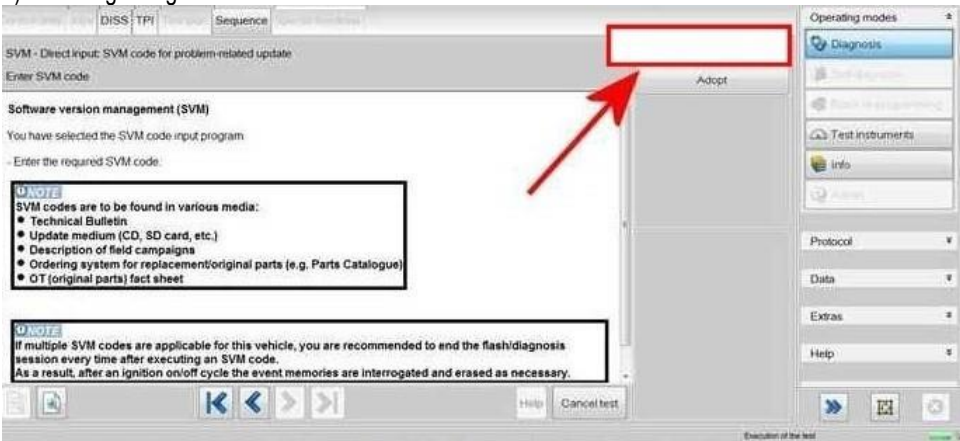 DISS TPI Sequence
SVM - Direct input: SVM code for problem-related update
Enter SVM code
Adopt
Software version management (SVM)
You have selected the SVM code input program.
- Enter the required SVM code:
NOTE
SVM codes are to be found in various media:
• Technical Bulletin
• Update medium (CD, SD card, etc.)
• Description of field campaigns
• Ordering system for replacement/original parts (e.g. Parts Catalogue)
• OT (original parts) fact sheet
NOTE
If multiple SVM codes are applicable for this vehicle, you are recommended to end the flash/diagnosis
session every time after executing an SVM code.
As a result, after an ignition on/off cycle the event memories are interrogated and erased as necessary.
Help
Cancel test
Operating modes
Diagnosis
Test instruments
Info
Admin
Protocol
Data
Extras
Help
Execution of the test